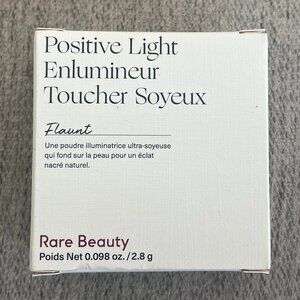 Positive Light
Enlumineur
Toucher Soyeux
Flaunt
Une poudre illuminatrice ultra-soyeuse
qui fond sur la peau pour un éclat
nacré naturel.
Rare Beauty
Poids Net 0.098 oz./2.8 g